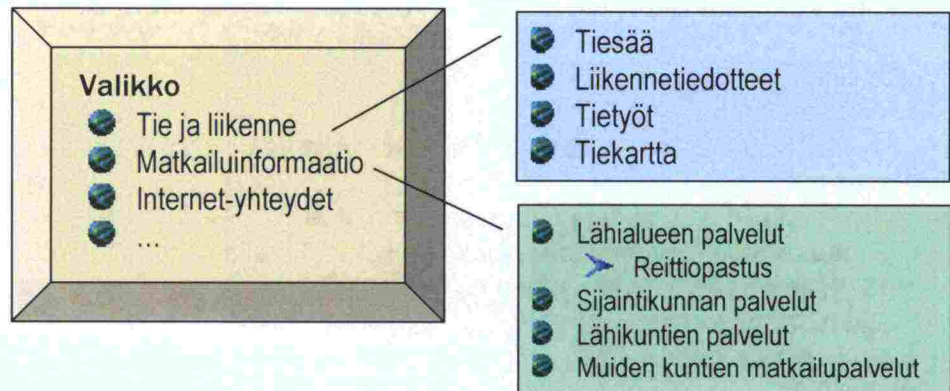 Valikko
Tie ja liikenne
Matkailuinformaatio
Internet-yhteydet
...
Tiesää
Liikennetiedotteet
Tietyöt
Tiekartta
Lähialueen palvelut
Reittiopastus
Sijaintikunnan palvelut
Lähikuntien palvelut
Muiden kuntien matkailupalvelut